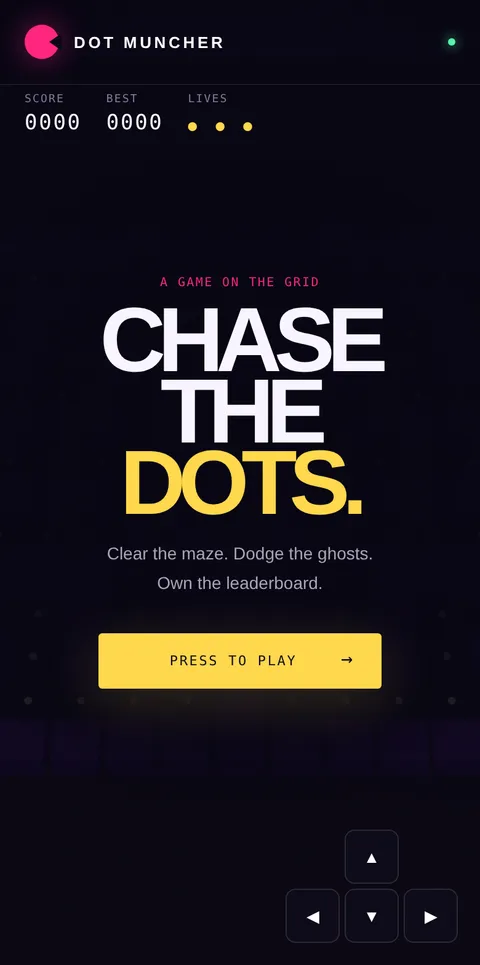 DOT MUNCHER
SCORE BEST LIVES
0000 0000
A GAME ON THE GRID
CHASE
THE
DOTS.
Clear the maze. Dodge the ghosts.
Own the leaderboard.
PRESS TO PLAY →
▲
◀ ▼ ▶